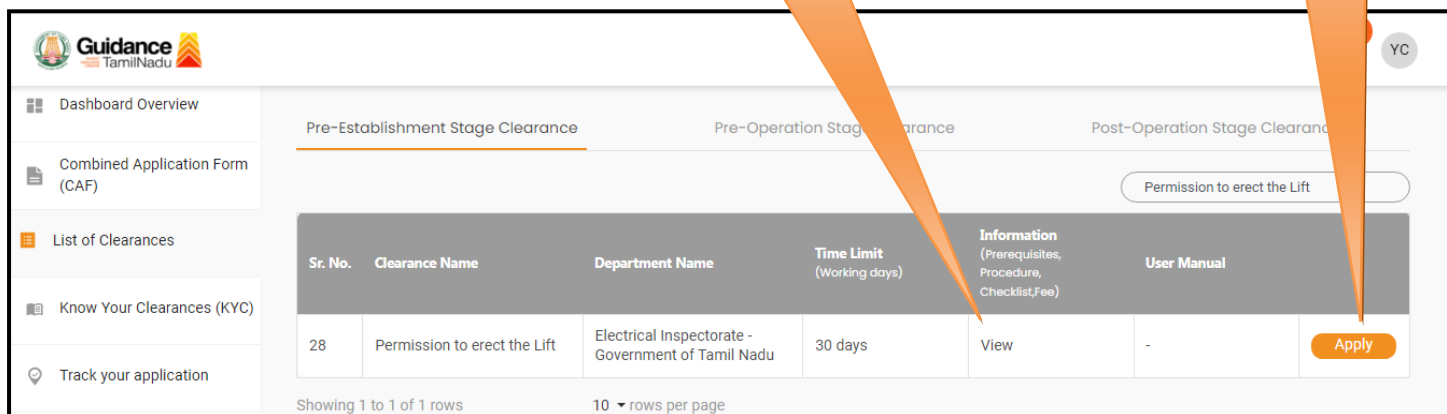 Guidance
TamilNadu
YC
Dashboard Overview
Combined Application Form
(CAF)
List of Clearances
Know Your Clearances (KYC)
Track your application
Pre-Establishment Stage Clearance
Pre-Operation Stage Clearance
Post-Operation Stage Clearance
Permission to erect the Lift
Sr. No.
Clearance Name
Department Name
Time Limit
(Working days)
Information
(Prerequisites,
Procedure,
Checklist,Fee)
User Manual
28
Permission to erect the Lift
Electrical Inspectorate -
Government of Tamil Nadu
30 days
View
-
Apply
Showing 1 to 1 of 1 rows
10 rows per page